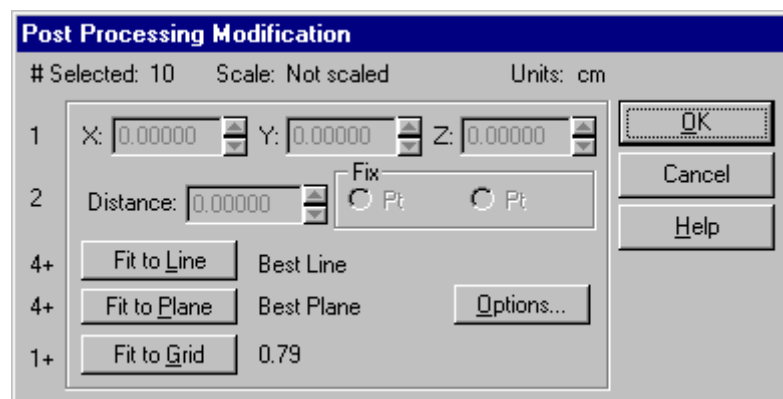 Post Processing Modification
# Selected: 10 Scale: Not scaled Units: cm
1 X: 0.00000 Y: 0.00000 Z: 0.00000 OK
Cancel
2 Distance: 0.00000 Fix Pt Pt
Help
4+ Fit to Line Best Line
4+ Fit to Plane Best Plane Options...
1+ Fit to Grid 0.79